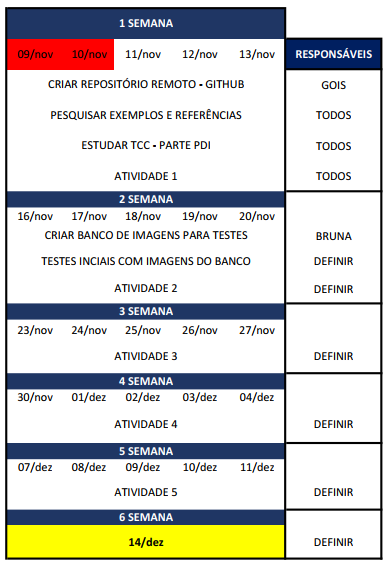 1 SEMANA
09/nov 10/nov 11/nov 12/nov 13/nov RESPONSÁVEIS
CRIAR REPOSITÓRIO REMOTO - GITHUB GOIS
PESQUISAR EXEMPLOS E REFERÊNCIAS TODOS
ESTUDAR TCC - PARTE PDI TODOS
ATIVIDADE 1 TODOS
2 SEMANA
16/nov 17/nov 18/nov 19/nov 20/nov
CRIAR BANCO DE IMAGENS PARA TESTES BRUNA
TESTES INCIAIS COM IMAGENS DO BANCO DEFINIR
ATIVIDADE 2 DEFINIR
3 SEMANA
23/nov 24/nov 25/nov 26/nov 27/nov
ATIVIDADE 3 DEFINIR
4 SEMANA
30/nov 01/dez 02/dez 03/dez 04/dez
ATIVIDADE 4 DEFINIR
5 SEMANA
07/dez 08/dez 09/dez 10/dez 11/dez
ATIVIDADE 5 DEFINIR
6 SEMANA
14/dez DEFINIR